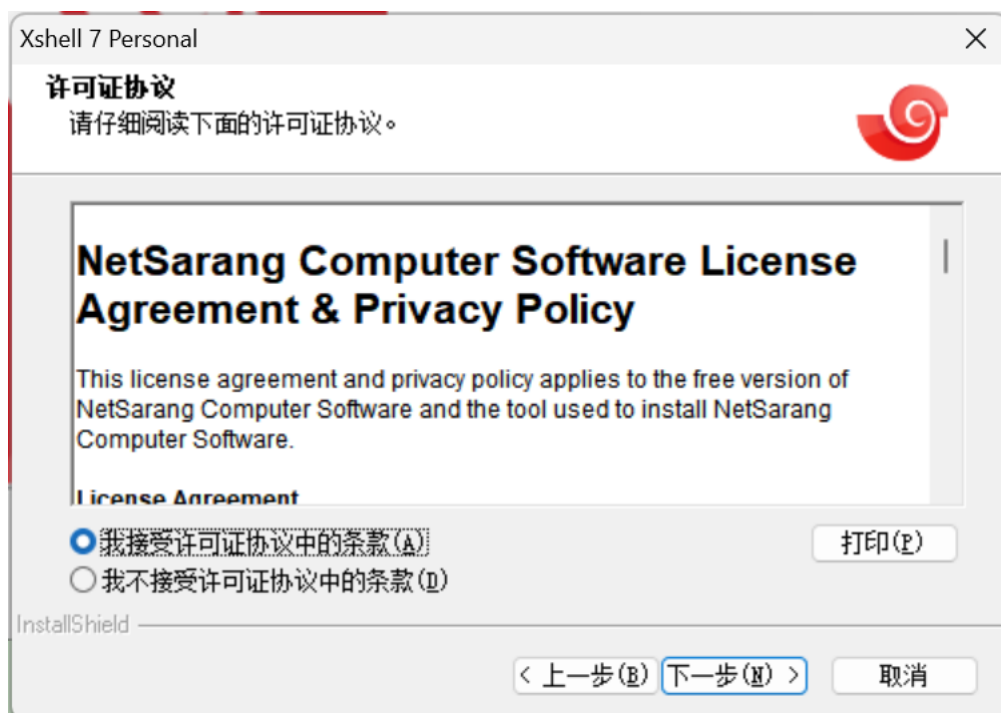 Xshell 7 Personal
许可证协议
请仔细阅读下面的许可证协议。
NetSarang Computer Software License
Agreement & Privacy Policy
This license agreement and privacy policy applies to the free version of
NetSarang Computer Software and the tool used to install NetSarang
Computer Software.
License Agreement
我接受许可证协议中的条款(A)
打印(P)
我不接受许可证协议中的条款(D)
InstallShield
< 上一步(B)
下一步(N) >
取消